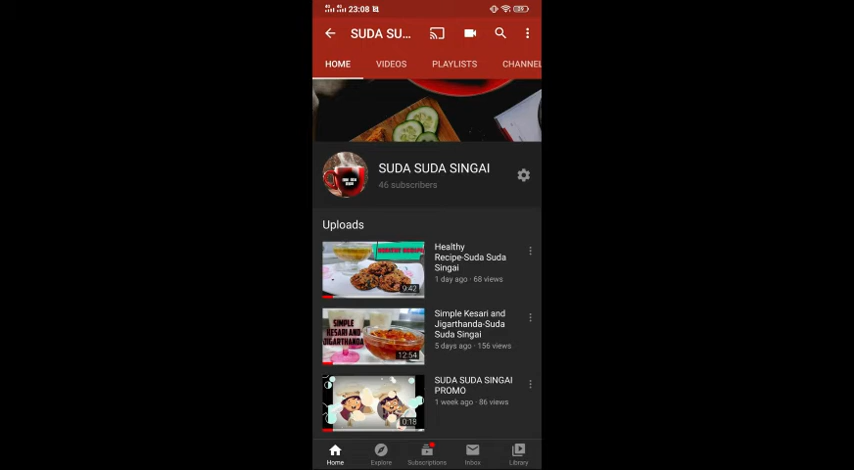 23:08
SUDA SU...
HOME VIDEOS PLAYLISTS CHANNEL
SUDA SUDA SINGAI
46 subscribers
Uploads
Healthy
Recipe-Suda Suda
Singai
1 day ago · 68 views
9:42
SIMPLE
KESARI AND
JIGARTHANDA
Simple Kesari and
Jigarthanda-Suda
Suda Singai
5 days ago · 156 views
12:54
SUDA SUDA SINGAI
PROMO
1 week ago · 86 views
0:18
Home Explore Subscriptions Inbox Library